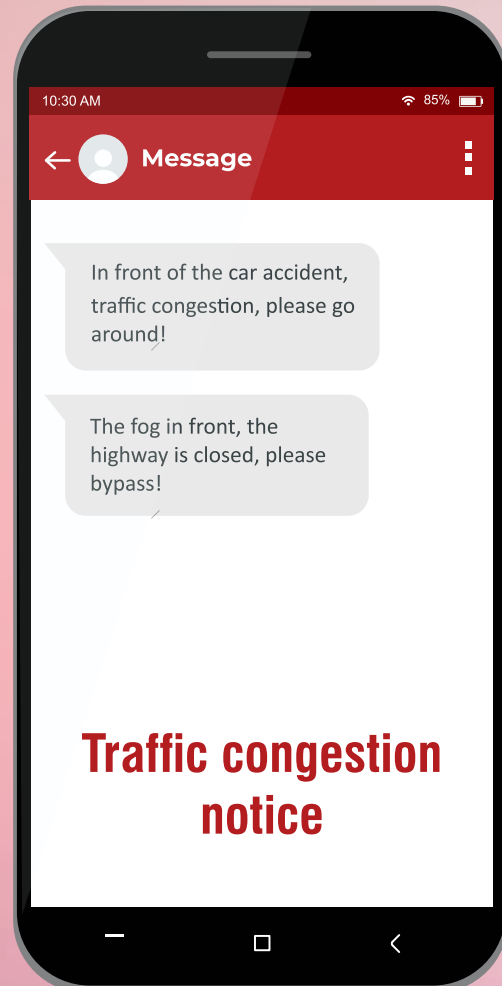 10:30 AM 85%
Message
In front of the car accident,
traffic congestion, please go
around!
The fog in front, the
highway is closed, please
bypass!
Traffic congestion
notice